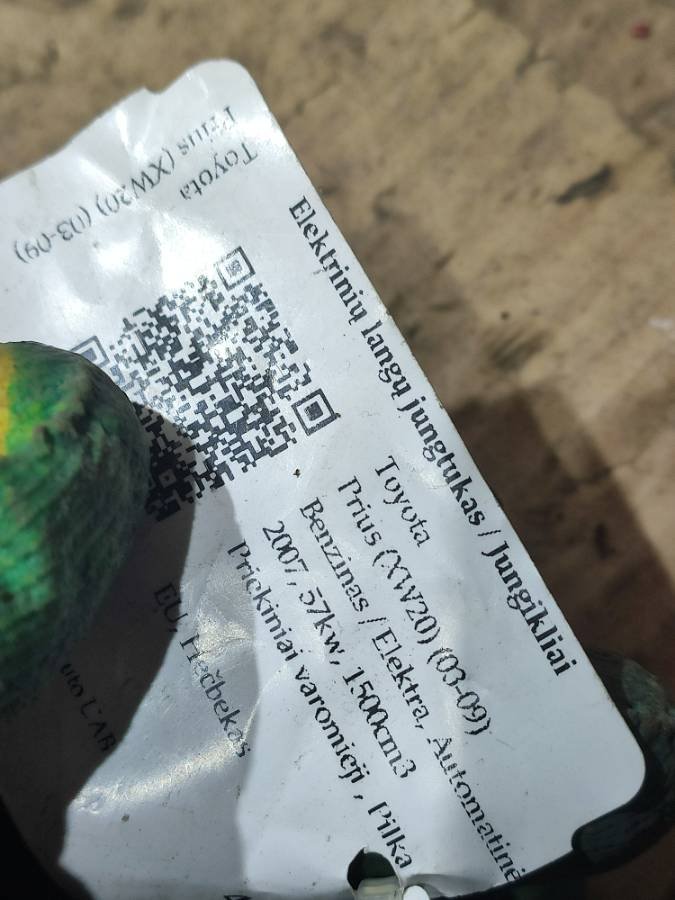 Elektrinių langų jungtukas / Jungikliai
Toyota
Prius (XW20) (03-09)
Benzinas / Elektra, Automatinė
2007, 57kw, 1500cm3
Priekiniai varomieji, Pilka
EU, Hečbekas
Toyota
Prius (XW20) (03-09)